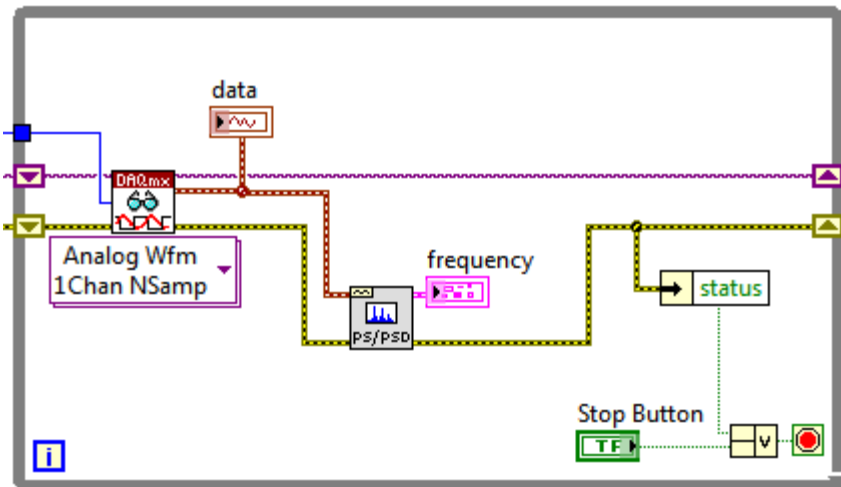 data
DAQmx
Analog Wfm
1Chan NSamp
frequency
PS/PSD
status
Stop Button
TF
V
i